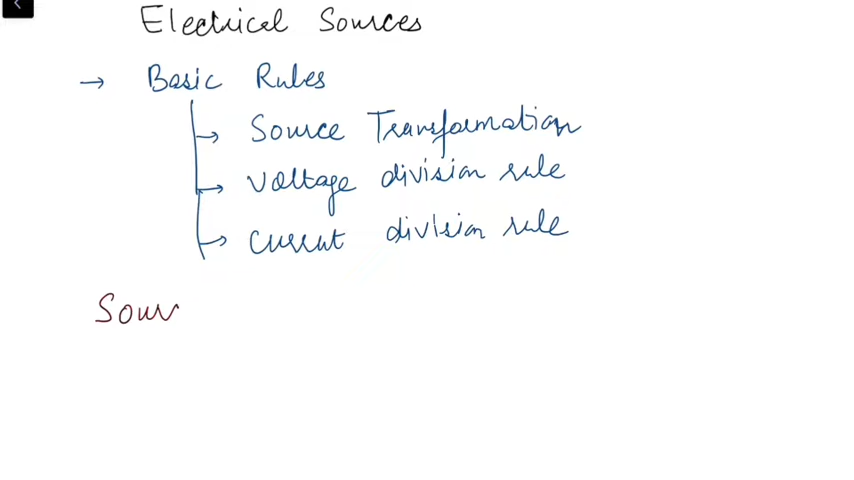 Electrical Sources
→ Basic Rules
→ Source Transformation
→ Voltage division rule
→ Current division rule
Sour